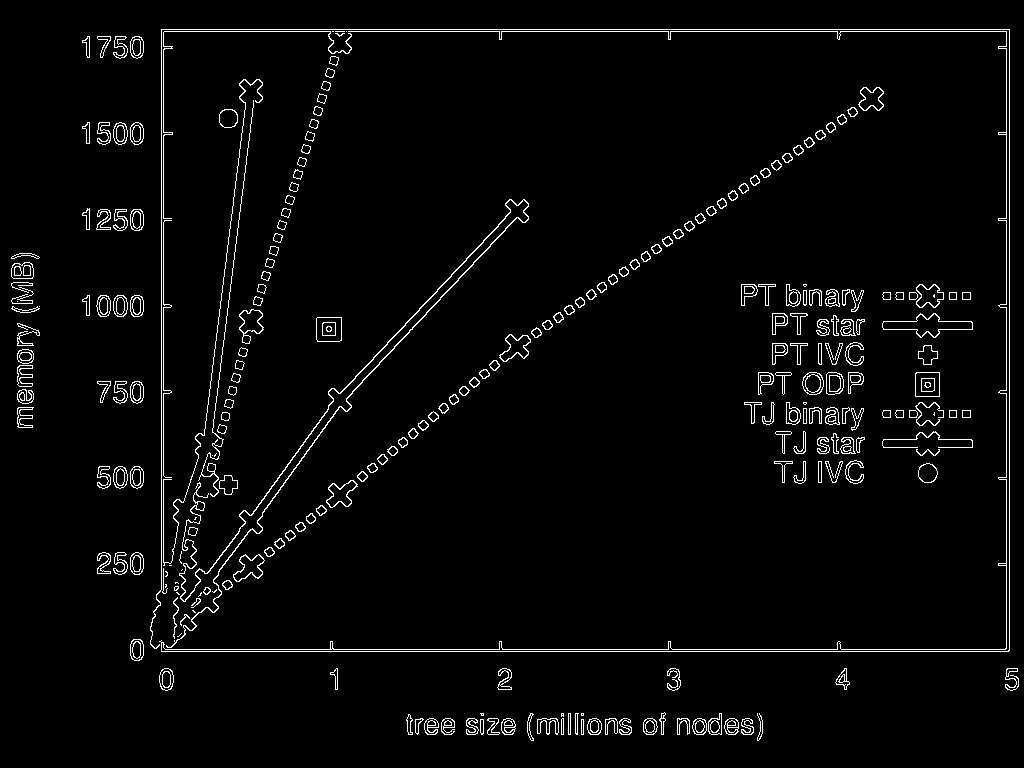 1750
1500
1250
1000
750
500
250
0
memory (MB)
PT binary
PT star
PT IVC
PT ODP
TJ binary
TJ star
TJ IVC
0 1 2 3 4 5
tree size (millions of nodes)